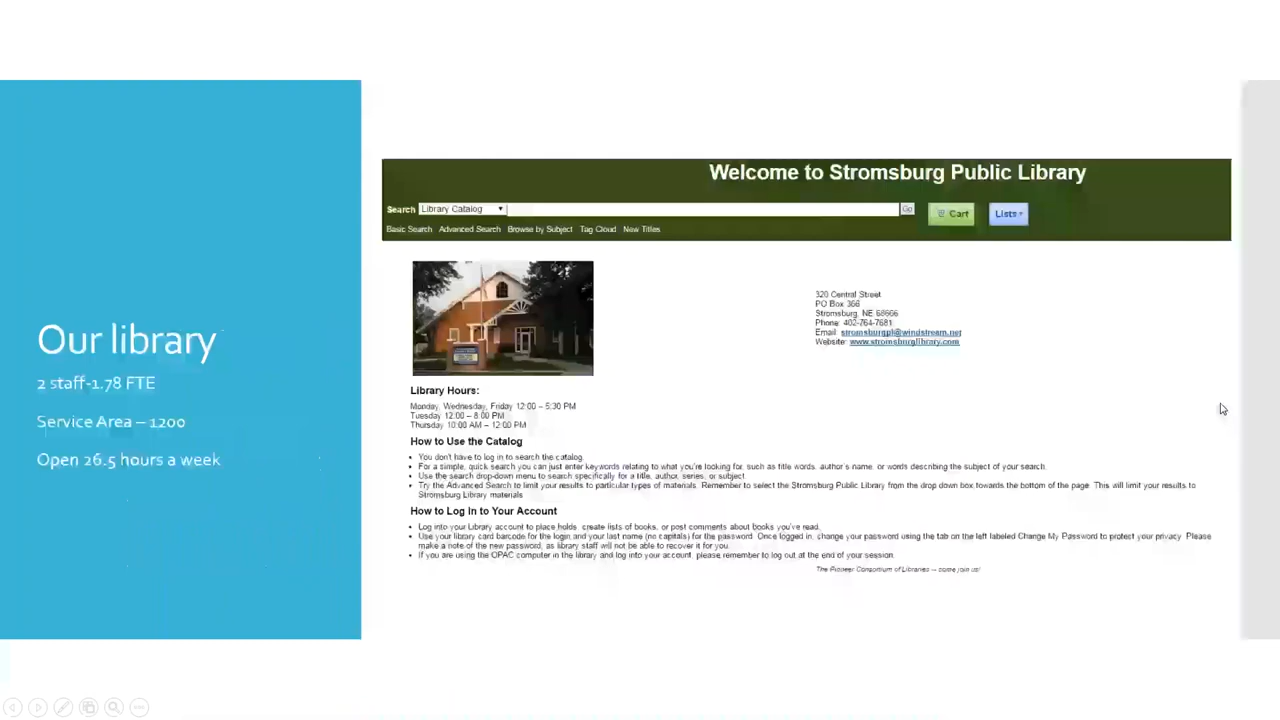 Our library
2 staff-1.78 FTE
Service Area – 1200
Open 26.5 hours a week
Welcome to Stromsburg Public Library
Search Library Catalog Go Cart Lists
Basic Search Advanced Search Browse by Subject Tag Cloud New Titles
320 Central Street
PO Box 366
Stromsburg, NE 68666
Phone: 402-764-7681
Email: stromsburgpl@windstream.net
Website: www.stromsburglibrary.com
Library Hours:
Monday, Wednesday, Friday 12:00 – 5:30 PM
Tuesday 12:00 – 8:00 PM
Thursday 10:00 AM – 12:00 PM
How to Use the Catalog
You don't have to log in to search the catalog.
For a simple, quick search you can just enter keywords relating to what you're looking for, such as title words, author's name, or words describing the subject of your search.
Use the search drop-down menu to search specifically for a title, author, series, or subject
Try the Advanced Search to limit your results to particular types of materials. Remember to select the Stromsburg Public Library from the drop down box towards the bottom of the page. This will limit your results to
Stromsburg Library materials
How to Log In to Your Account
Log into your Library account to place holds, create lists of books, or post comments about books you've read.
Use your library card barcode for the login and your last name (no capitals) for the password. Once logged in, change your password using the tab on the left labeled Change My Password to protect your privacy. Please
make a note of the new password, as library staff will not be able to recover it for you.
If you are using the OPAC computer in the library and log into your account, please remember to log out at the end of your session.
The Pioneer Consortium of Libraries -- come join us!